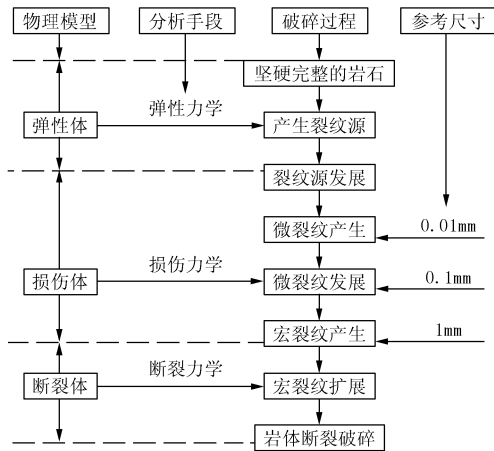 物理模型 分析手段 破碎过程 参考尺寸
坚硬完整的岩石
弹性力学
弹性体 产生裂纹源
裂纹源发展
微裂纹产生 0.01mm
损伤力学
损伤体 微裂纹发展 0.1mm
宏裂纹产生 1mm
断裂力学
断裂体 宏裂纹扩展
岩体断裂破碎